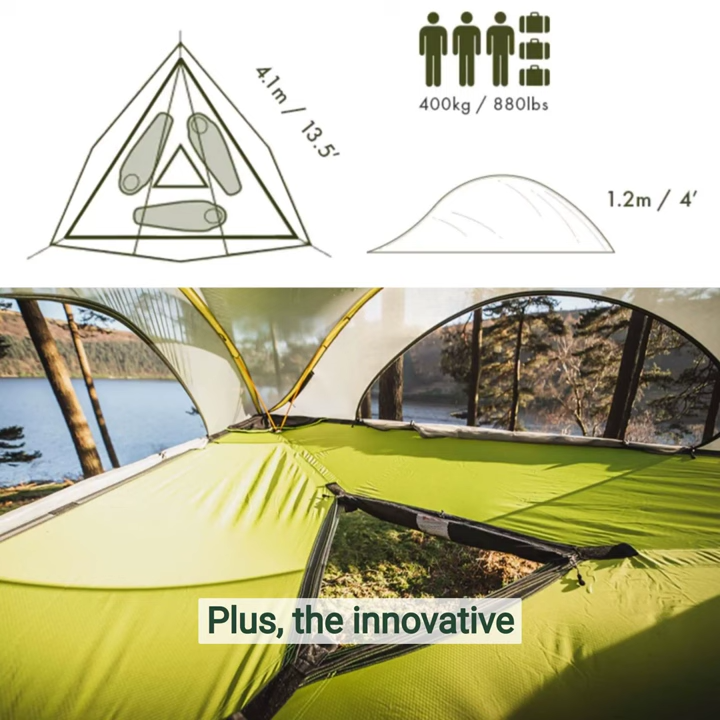 4.1m / 13.5'
400kg / 880lbs
1.2m / 4'
Plus, the innovative